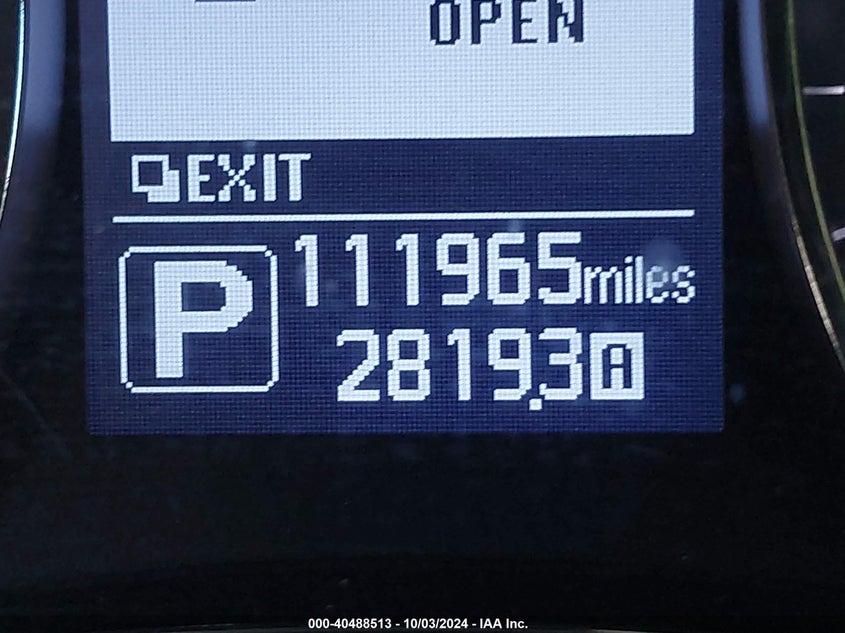 OPEN
EXIT
P
111965miles
2819.3A
000-40488513 - 10/03/2024 - IAA Inc.